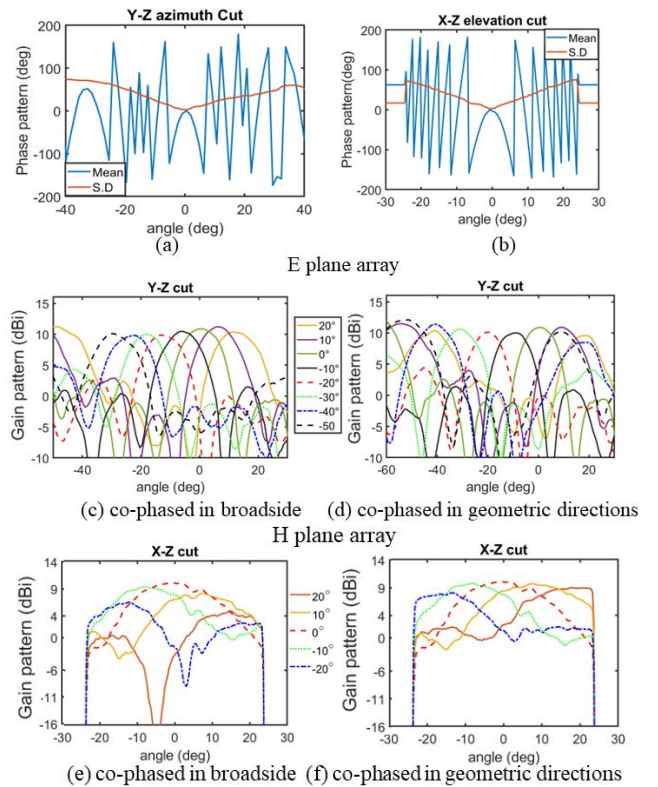 Y-Z azimuth Cut
X-Z elevation cut
Phase pattern (deg)
200
100
0
-100
200
Mean
S.D
-40 -20 0 20 40
angle (deg)
(a)
Phase pattern(deg)
200
100
0
-100
-200
Mean
S.D
-30 -20 -10 0 10 20 30
angle (deg)
(b)
E plane array
Y-Z cut
Y-Z cut
Gain pattern (dBi)
15
10
5
0
-5
-10
-40 -20 0 20
angle (deg)
20°
10°
0°
-10°
-20°
-30°
-40°
-50
Gain pattern (dBi)
15
10
5
0
-5
-10
-60 -40 -20 0 20
angle (deg)
(c) co-phased in broadside (d) co-phased in geometric directions
H plane array
X-Z cut
X-Z cut
Gain pattern (dBi)
14
9
4
0
-6
-11
-16
-30 -20 -10 0 10 20 30
angle (deg)
20°
10°
0°
-10°
-20°
Gain pattern (dBi)
14
9
4
0
-6
-11
-16
-30 -20 -10 0 10 20 30
angle (deg)
(e) co-phased in broadside (f) co-phased in geometric directions